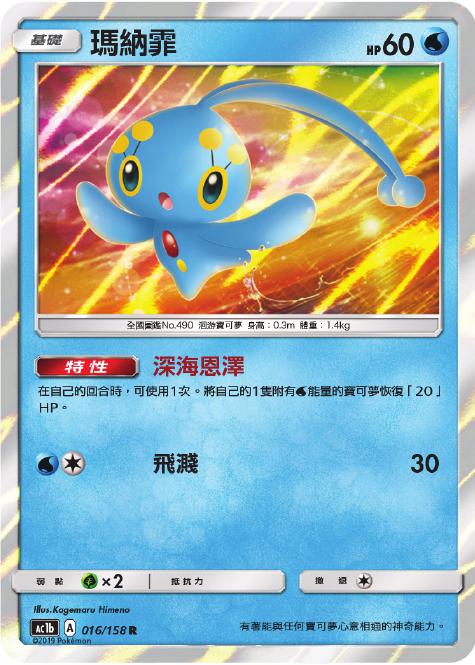 基礎 瑪納霏 HP60
全國圖鑑No.490 洄游寶可夢 身高：0.3m 體重：1.4kg
特性 深海恩澤
在自己的回合時，可使用1次。將自己的1隻附有能量的寶可夢恢復「20」
HP。
飛濺 30
弱點 ×2 抵抗力 撤退
Illus.Kagemaru Himeno
AC1b A 016/158 R
©2019 Pokémon
有著能與任何寶可夢心意相通的神奇能力。